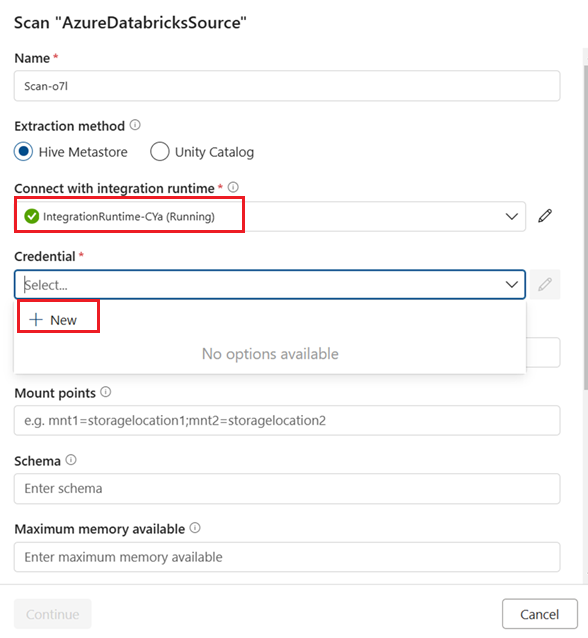 Scan "AzureDatabricksSource"
Name *
Scan-o7l
Extraction method
Hive Metastore Unity Catalog
Connect with integration runtime *
IntegrationRuntime-CYa (Running)
Credential *
Select...
New
No options available
Mount points
e.g. mnt1=storagelocation1;mnt2=storagelocation2
Schema
Enter schema
Maximum memory available
Enter maximum memory available
Continue Cancel